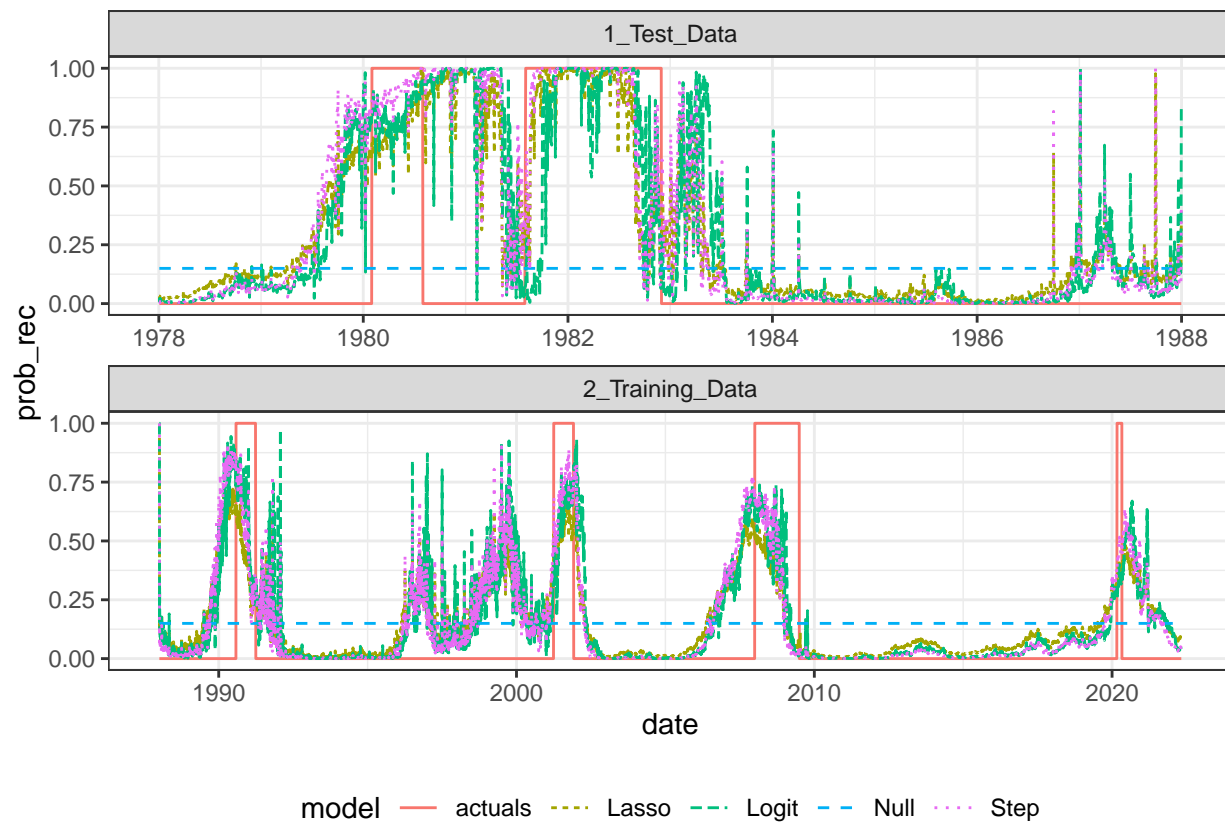 1_Test_Data
1.00
0.75
0.50
0.25
0.00
1978 1980 1982 1984 1986 1988
prob_rec
2_Training_Data
1.00
0.75
0.50
0.25
0.00
1990 2000 2010 2020
date
model actuals Lasso Logit Null Step